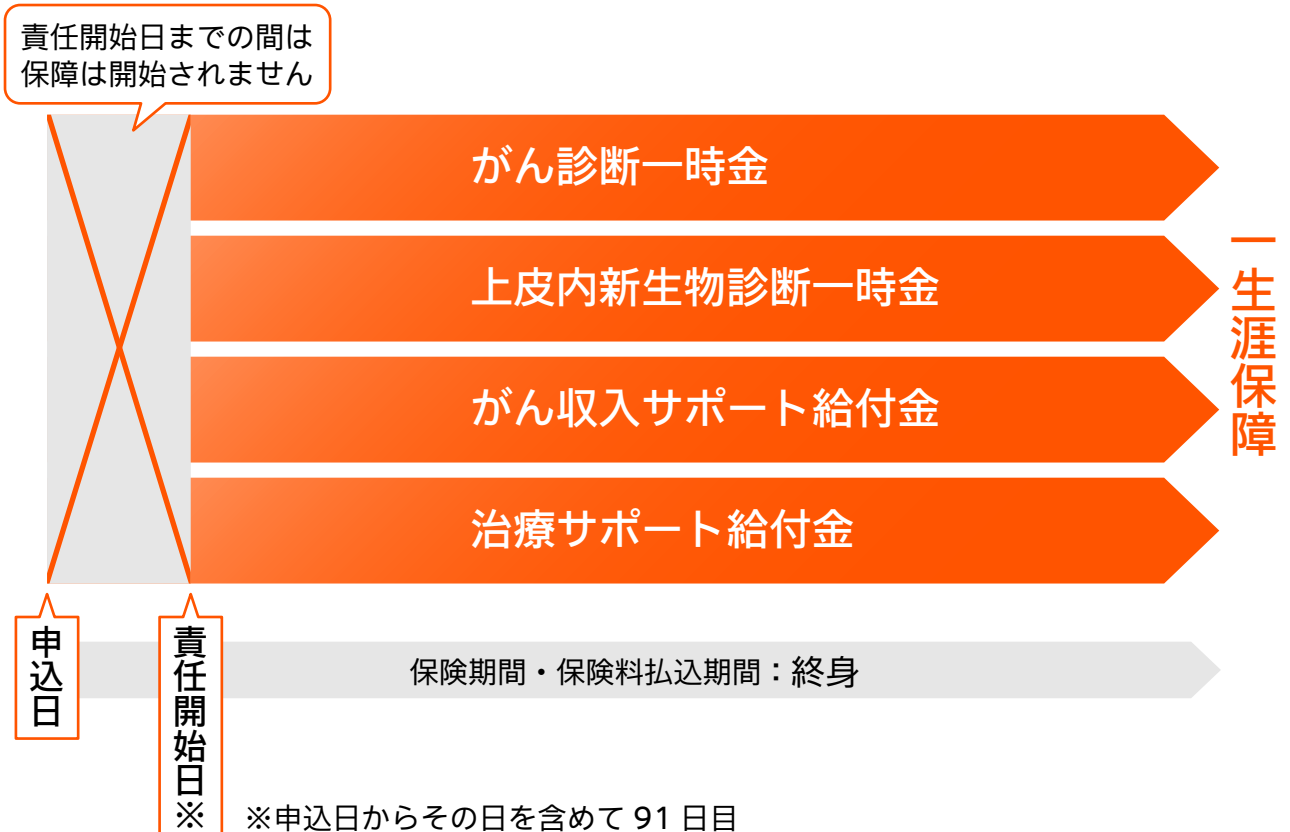 責任開始日までの間は
保障は開始されません
がん診断一時金
上皮内新生物診断一時金
がん収入サポート給付金
治療サポート給付金
一生涯保障
申込日
責任開始日※
保険期間・保険料払込期間：終身
※申込日からその日を含めて 91 日目